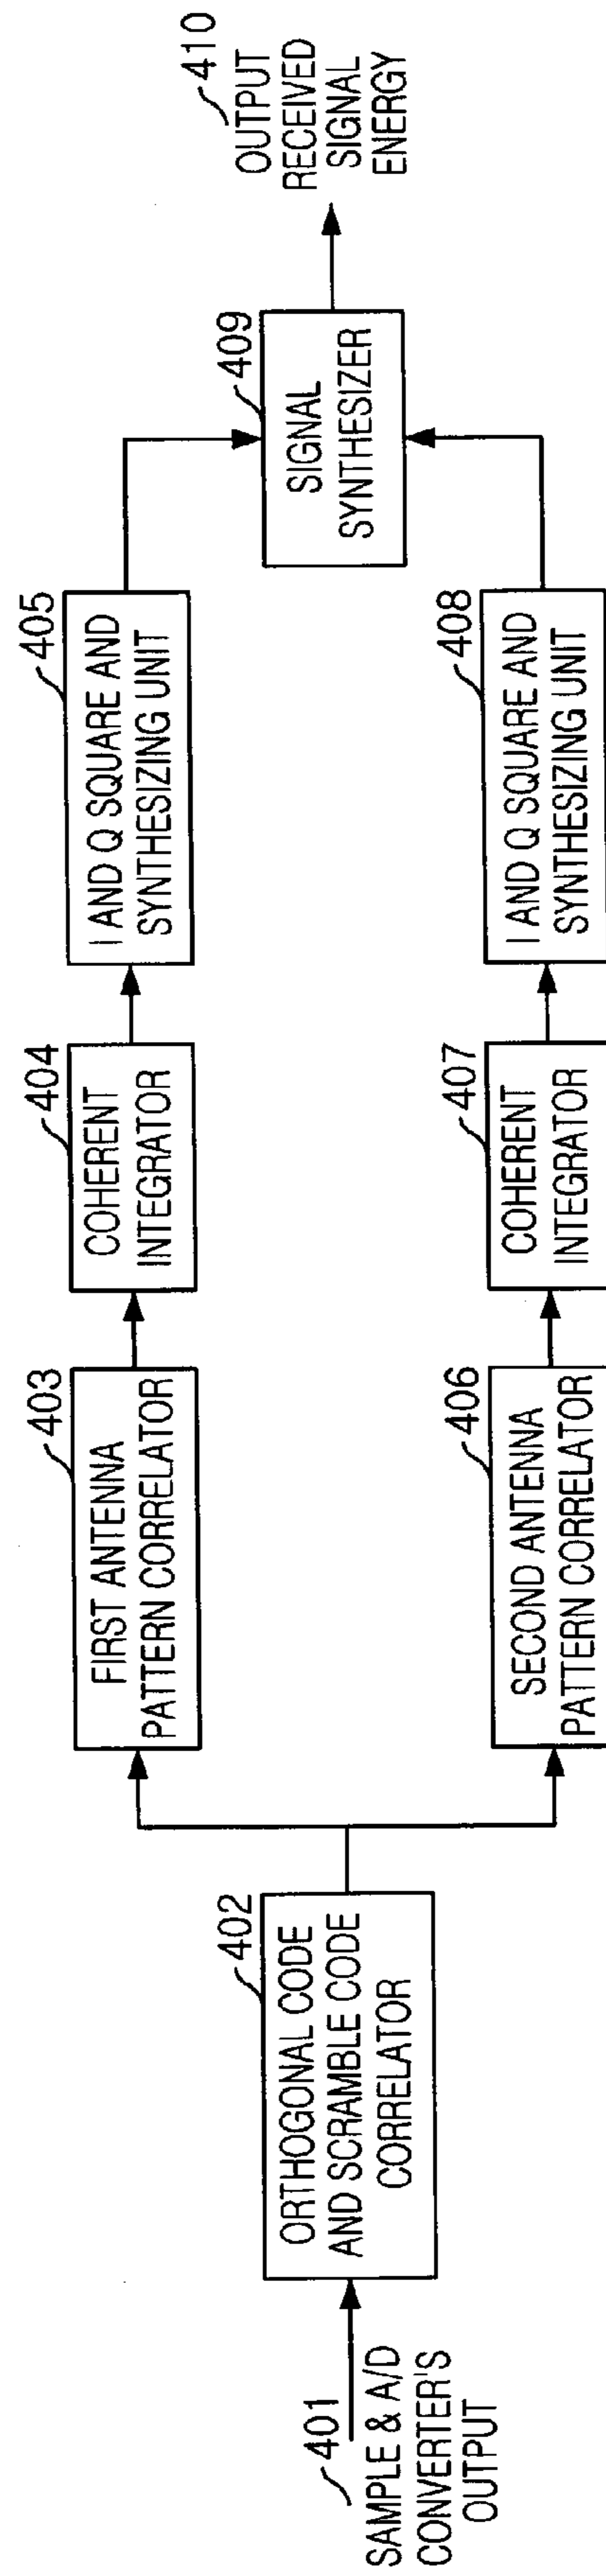 401
SAMPLE & A/D
CONVERTER'S
OUTPUT
402
ORTHOGONAL CODE
AND SCRAMBLE CODE
CORRELATOR
403
FIRST ANTENNA
PATTERN CORRELATOR
404
COHERENT
INTEGRATOR
405
I AND Q SQUARE AND
SYNTHESIZING UNIT
406
SECOND ANTENNA
PATTERN CORRELATOR
407
COHERENT
INTEGRATOR
408
I AND Q SQUARE AND
SYNTHESIZING UNIT
409
SIGNAL
SYNTHESIZER
410
OUTPUT
RECEIVED
SIGNAL
ENERGY